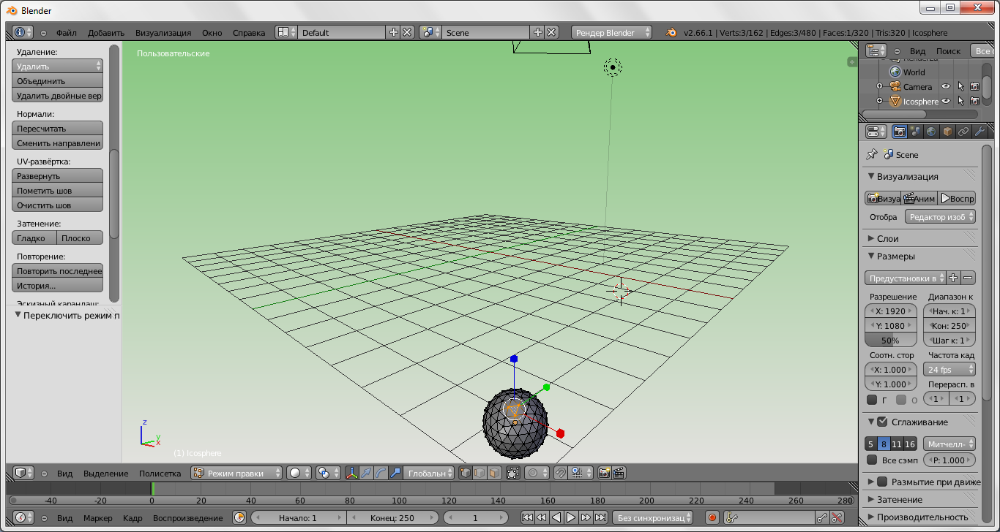 Blender
Файл Добавить Визуализация Окно Справка Default Scene Рендер Blender v2.66.1 | Verts:3/162 | Edges:3/480 | Faces:1/320 | Tris:320 | Icosphere
Удаление:
Удалить
Объединить
Удалить двойные вер
Нормали:
Пересчитать
Сменить направлени
UV-развёртка:
Развернуть
Пометить шов
Очистить шов
Затенение:
Гладко Плоско
Повторение:
Повторить последнее
История...
Эскизный карандаш:
Переключить режим п
Пользовательские
z
y
x
(1) Icosphere
Вид Выделение Полисетка Режим правки Глобальн
-40 -20 0 20 40 60 80 100 120 140 160 180 200 220 240 260 280
Вид Маркер Кадр Воспроизведение Начало: 1 Конец: 250 1 Без синхронизац
Вид Поиск Все с
World
Camera
Icosphere
Scene
Визуализация
Визуа Аним Воспр
Отобра Редактор изоб
Слои
Размеры
Предустановки в
Разрешение Диапазон к
X: 1920 Нач. к: 1
Y: 1080 Кон: 250
50% Шаг к: 1
Соотн. стор Частота кад
X: 1.000 24 fps
Y: 1.000 Перерасп. в
Г О 1 1
Сглаживание
5 8 11 16 Митчелл-
Все сэмп Р: 1.000
Размытие при движе
Затенение
Производительность